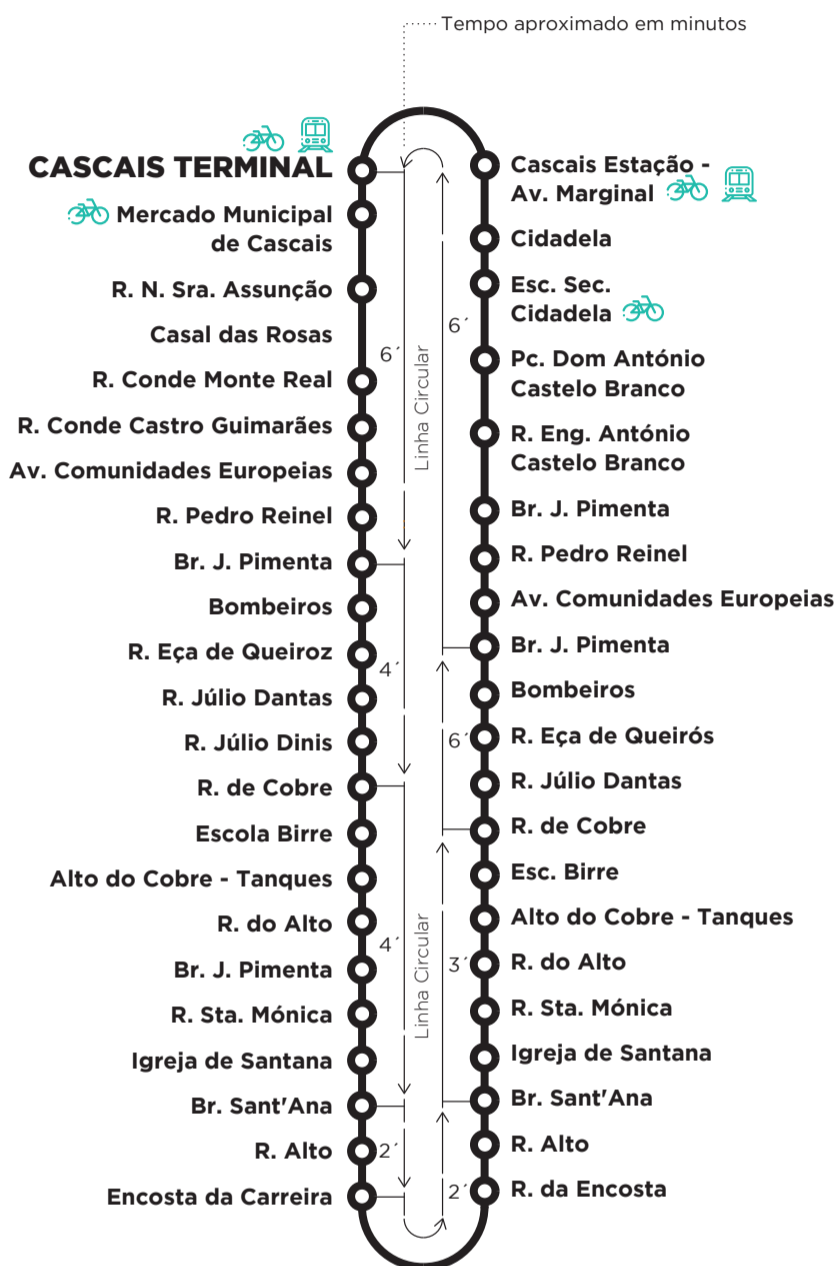 Tempo aproximado em minutos
CASCAIS TERMINAL
Mercado Municipal
de Cascais
R. N. Sra. Assunção
Casal das Rosas
R. Conde Monte Real
R. Conde Castro Guimarães
Av. Comunidades Europeias
R. Pedro Reinel
Br. J. Pimenta
Bombeiros
R. Eça de Queiroz
R. Júlio Dantas
R. Júlio Dinis
R. de Cobre
Escola Birre
Alto do Cobre - Tanques
R. do Alto
Br. J. Pimenta
R. Sta. Mónica
Igreja de Santana
Br. Sant'Ana
R. Alto
Encosta da Carreira
6´
4´
4´
2´
Linha Circular
Linha Circular
6´
6´
3´
2´
Cascais Estação -
Av. Marginal
Cidadela
Esc. Sec.
Cidadela
Pc. Dom António
Castelo Branco
R. Eng. António
Castelo Branco
Br. J. Pimenta
R. Pedro Reinel
Av. Comunidades Europeias
Br. J. Pimenta
Bombeiros
R. Eça de Queirós
R. Júlio Dantas
R. de Cobre
Esc. Birre
Alto do Cobre - Tanques
R. do Alto
R. Sta. Mónica
Igreja de Santana
Br. Sant'Ana
R. Alto
R. da Encosta